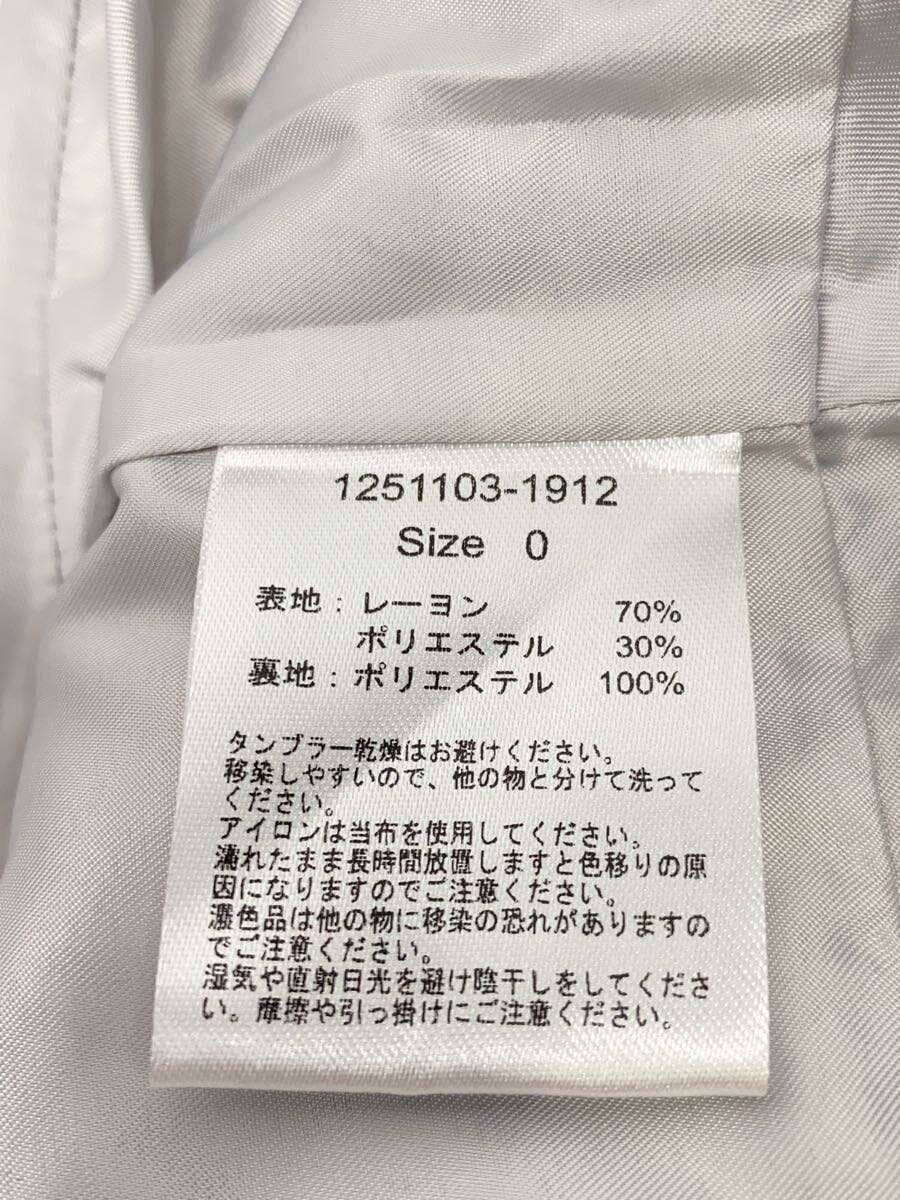 1251103-1912
Size 0
表地：レーヨン 70%
ポリエステル 30%
裏地：ポリエステル 100%
タンブラー乾燥はお避けください。
移染しやすいので、他の物と分けて洗って
ください。
アイロンは当布を使用してください。
濡れたまま長時間放置しますと色移りの原
因になりますのでご注意ください。
濃色品は他の物に移染の恐れがありますの
でご注意ください。
湿気や直射日光を避け陰干しをしてくださ
い。摩擦や引っ掛けにご注意ください。